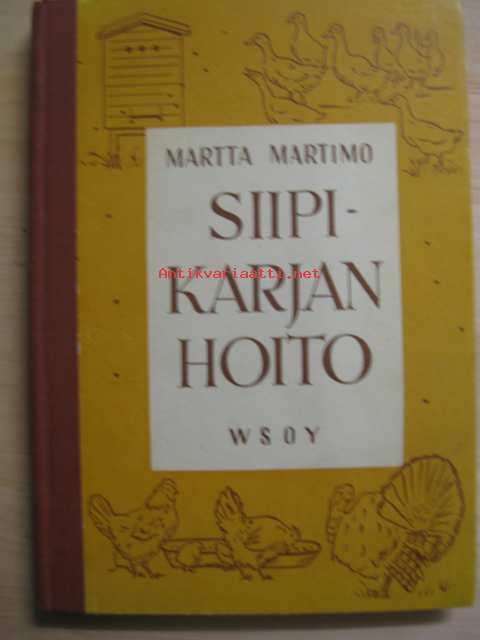 MARTTA MARTIMO
SIIPI-
Antikvariaatti.net
KARJAN
HOITO
WSOY